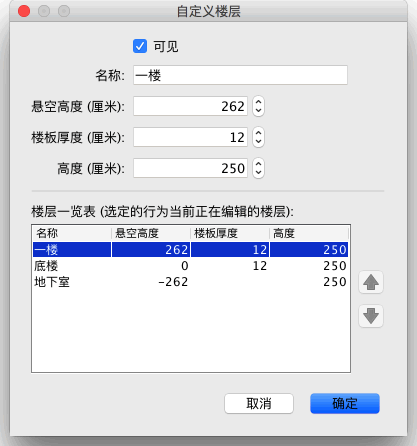 自定义楼层
可见
名称: 一楼
悬空高度 (厘米): 262
楼板厚度 (厘米): 12
高度 (厘米): 250
楼层一览表 (选定的行为当前正在编辑的楼层):
名称 悬空高度 楼板厚度 高度
一楼 262 12 250
底楼 0 12 250
地下室 -262 250
取消 确定